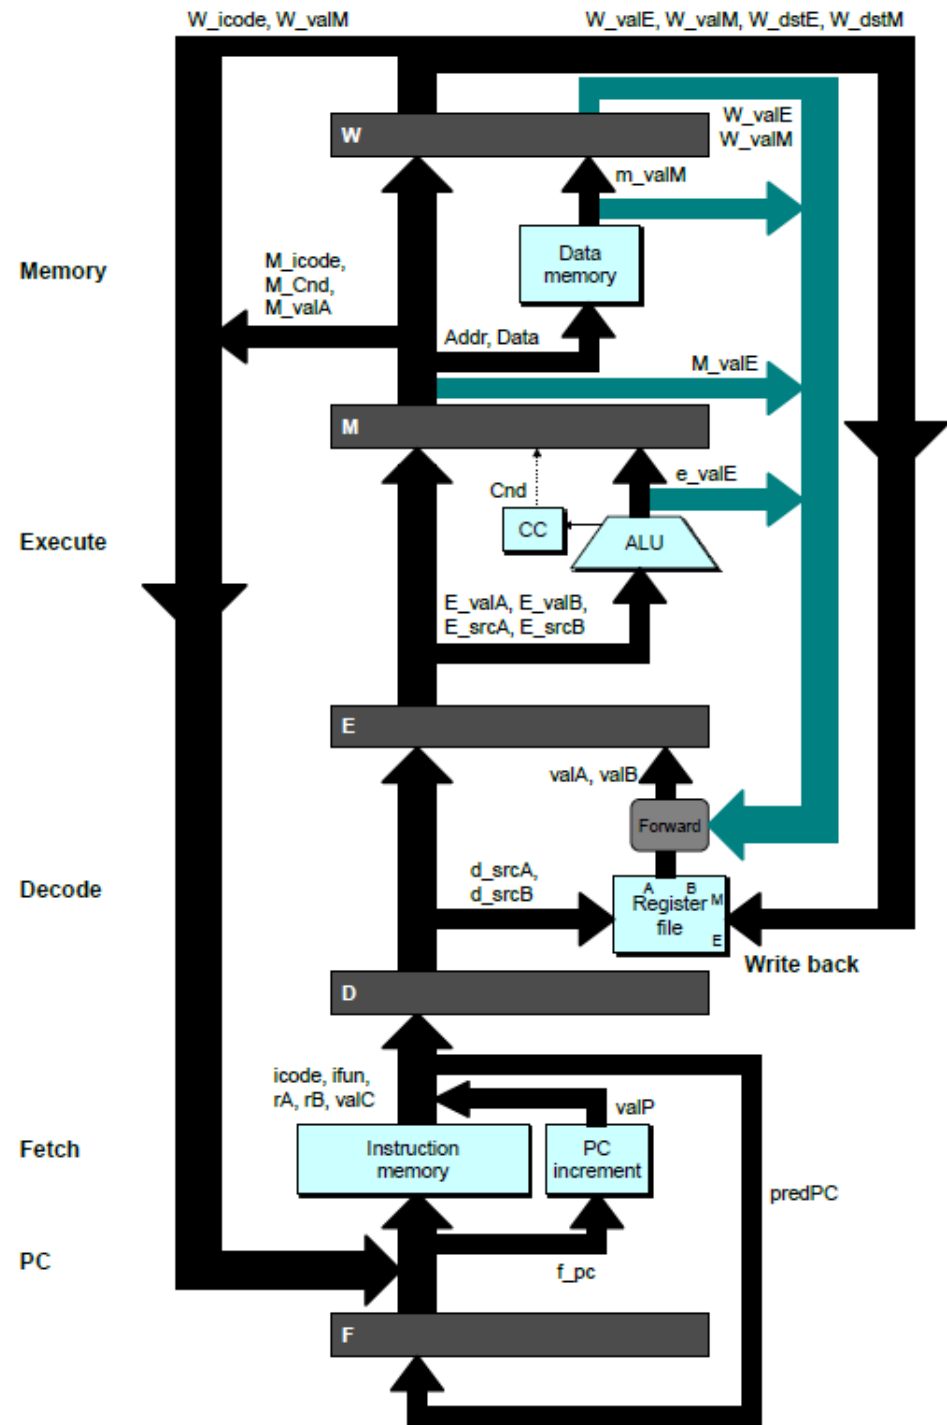 W_icode, W_valM
W_valE, W_valM, W_dstE, W_dstM
W_valE
W_valM
W
m_valM
Memory
Data
memory
M_icode,
M_Cnd,
M_valA
Addr, Data
M_valE
M
e_valE
Cnd
CC
ALU
Execute
E_valA, E_valB,
E_srcA, E_srcB
E
valA, valB
Forward
Decode
d_srcA,
d_srcB
A B
M
Register
file
E
Write back
D
icode, ifun,
rA, rB, valC
valP
Fetch
Instruction
memory
PC
increment
predPC
PC
f_pc
F